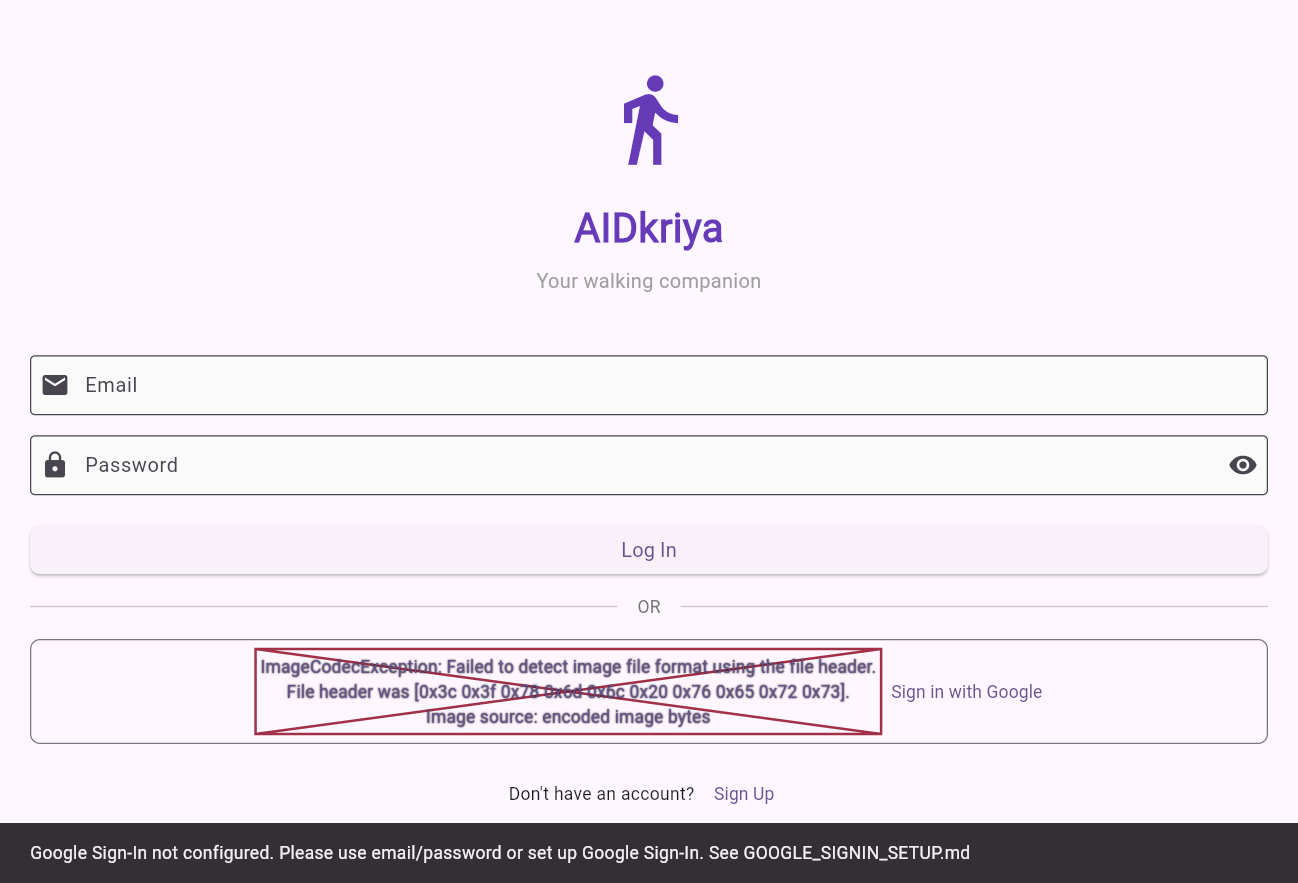 AIDkriya
Your walking companion
Email
Password
Log In
OR
ImageCodecException: Failed to detect image file format using the file header.
File header was [0x3c 0x3f 0x78 0x6d 0x6c 0x20 0x76 0x65 0x72 0x73].
Image source: encoded image bytes
Sign in with Google
Don't have an account? Sign Up
Google Sign-In not configured. Please use email/password or set up Google Sign-In. See GOOGLE_SIGNIN_SETUP.md